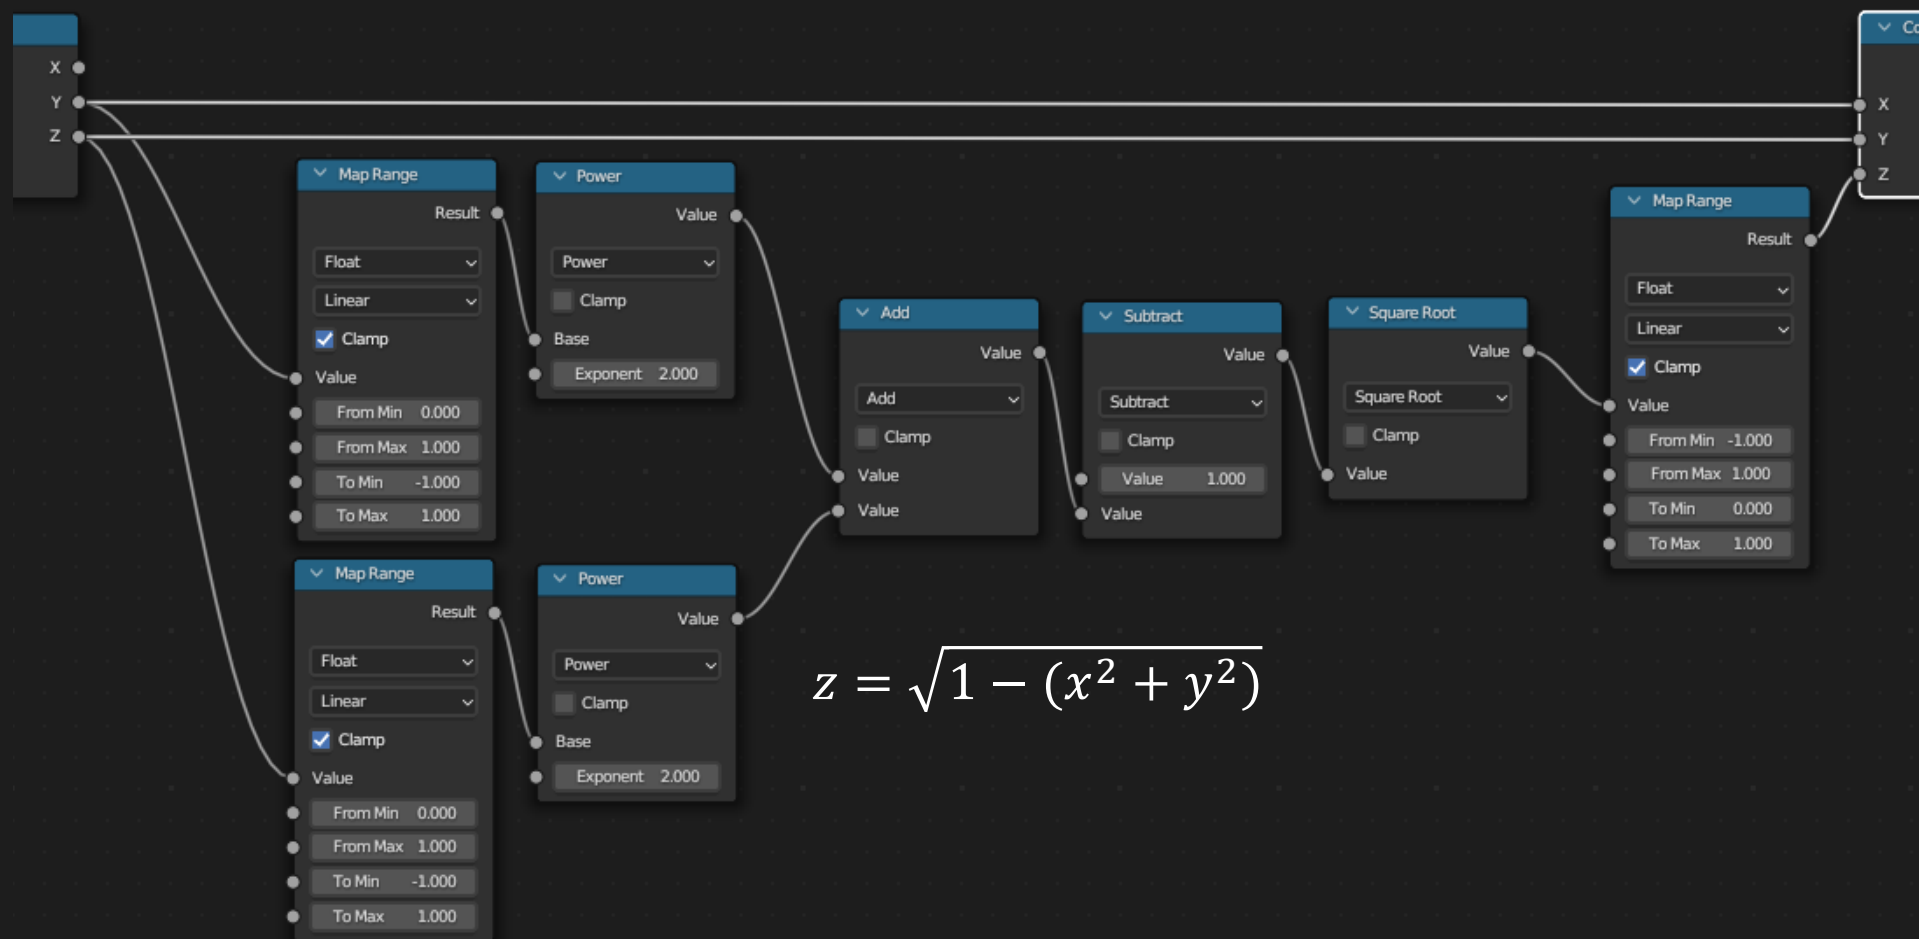 X
Y
Z
Map Range
Result
Float
Linear
Clamp
Value
From Min 0.000
From Max 1.000
To Min -1.000
To Max 1.000
Power
Value
Power
Clamp
Base
Exponent 2.000
Map Range
Result
Float
Linear
Clamp
Value
From Min 0.000
From Max 1.000
To Min -1.000
To Max 1.000
Power
Value
Power
Clamp
Base
Exponent 2.000
Add
Value
Add
Clamp
Value
Value
Subtract
Value
Subtract
Clamp
Value 1.000
Value
Square Root
Value
Square Root
Clamp
Value
z = √1 − (x² + y²)
Map Range
Result
Float
Linear
Clamp
Value
From Min -1.000
From Max 1.000
To Min 0.000
To Max 1.000
X
Y
Z